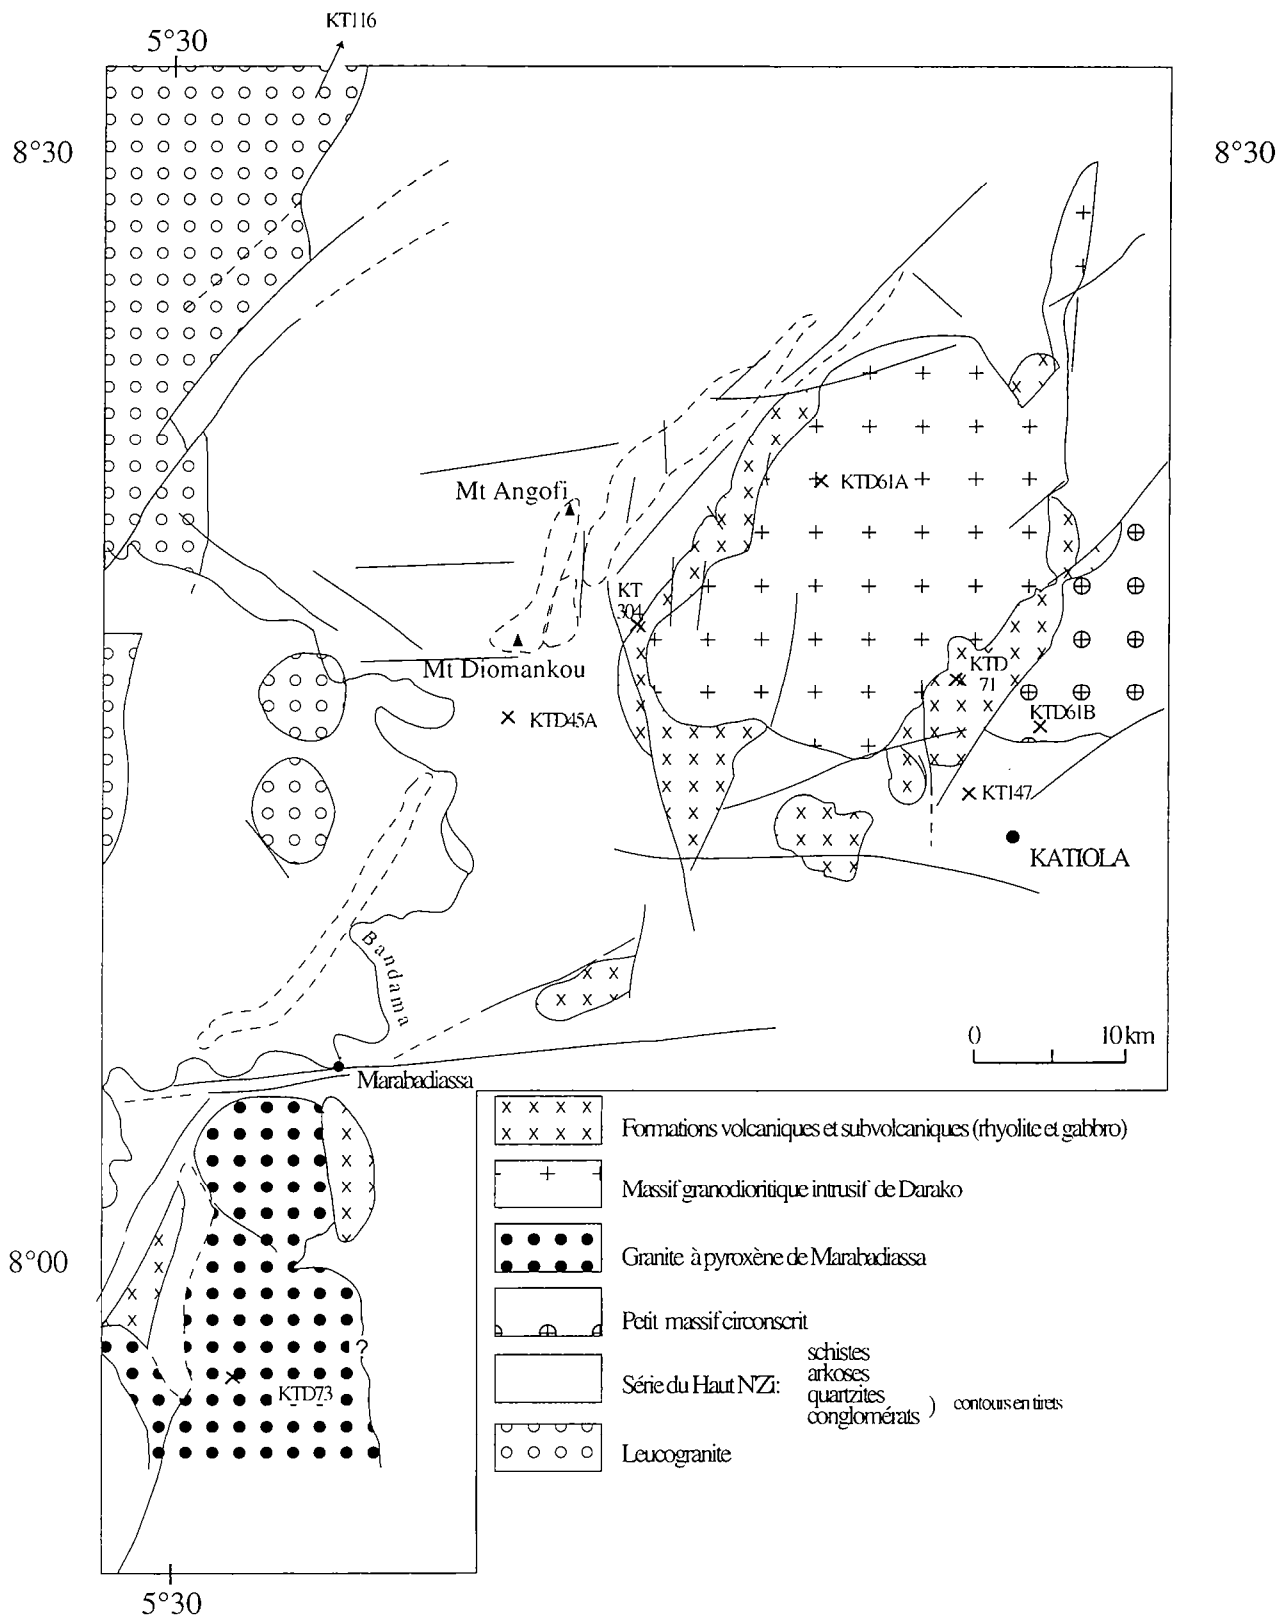 KT116
5°30
8°30
8°30
Mt Angofi
KTD61A
KT
304
Mt Diomankou
KTD
71
KTD45A
KTD61B
KT147
KATIOLA
Bandama
0 10 km
Marabadiassa
Formations volcaniques et subvolcaniques (rhyolite et gabbro)
Massif granodioritique intrusif de Darako
8°00
Granite à pyroxène de Marabadiassa
Petit massif circonscrit
?
schistes
Série du Haut N'Zi:
arkoses
quartzites
conglomérats ) contours en tirets
KTD73
Leucogranite
5°30